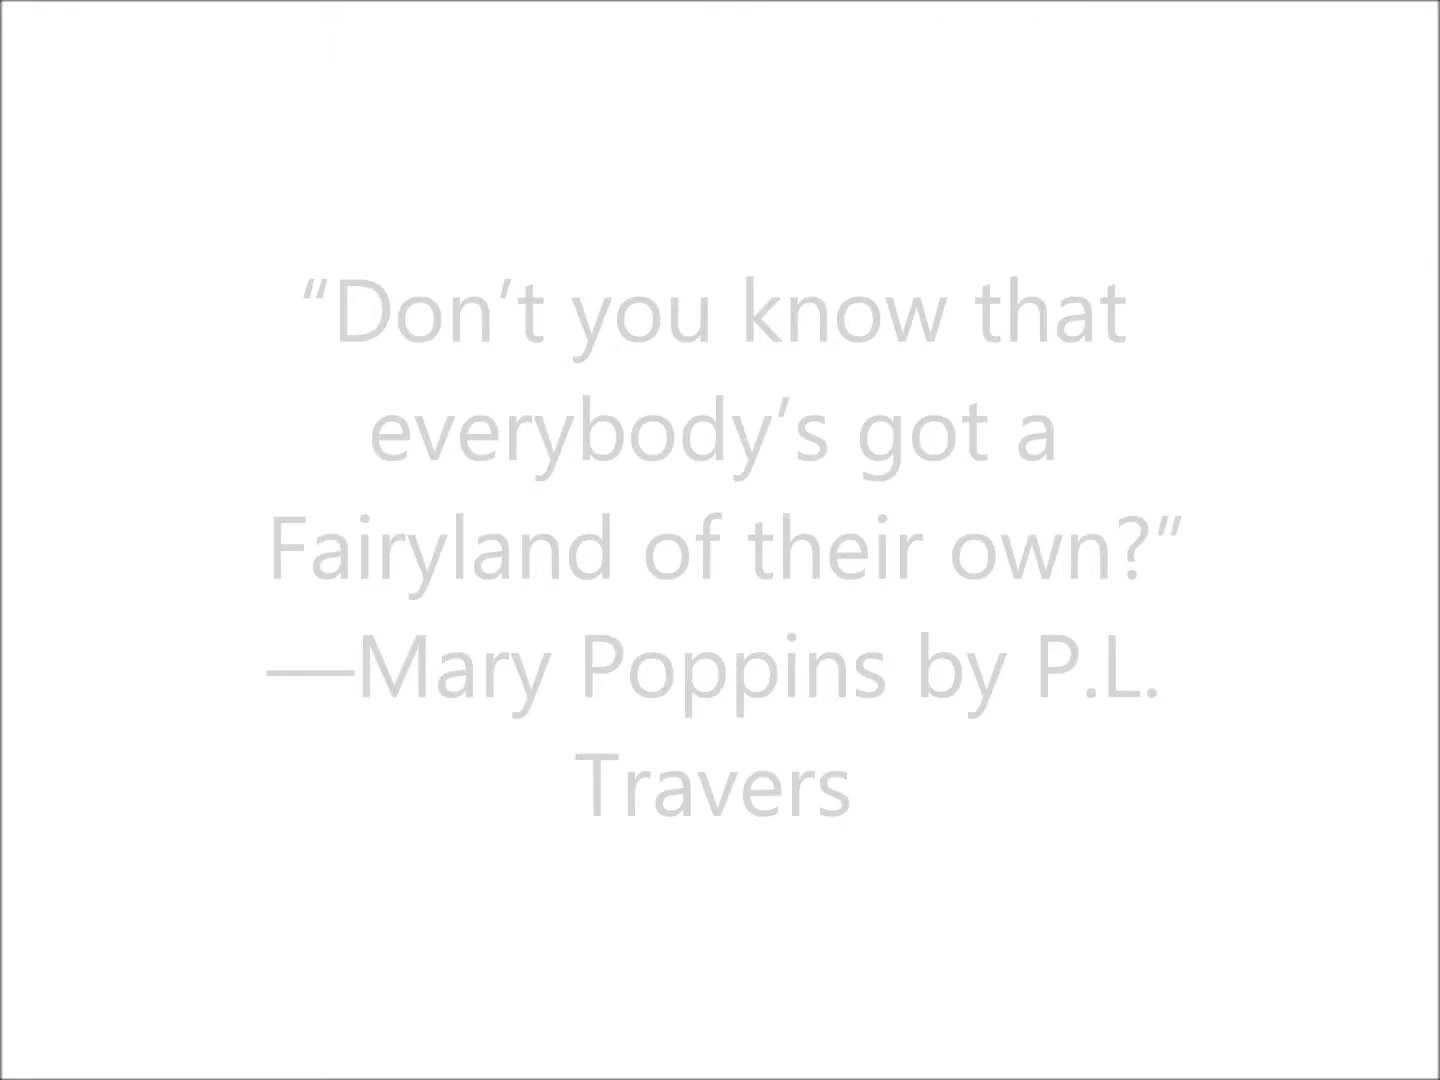 “Don’t you know that
everybody’s got a
Fairyland of their own?”
—Mary Poppins by P.L.
Travers